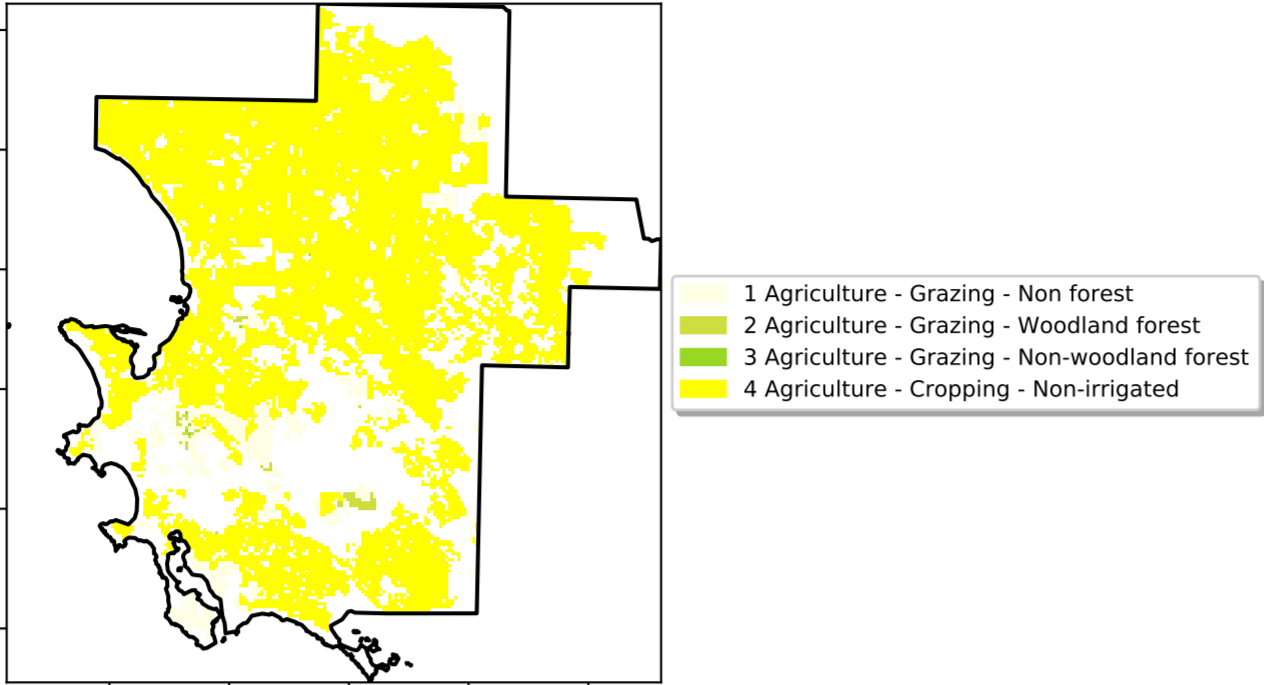 1 Agriculture - Grazing - Non forest
2 Agriculture - Grazing - Woodland forest
3 Agriculture - Grazing - Non-woodland forest
4 Agriculture - Cropping - Non-irrigated